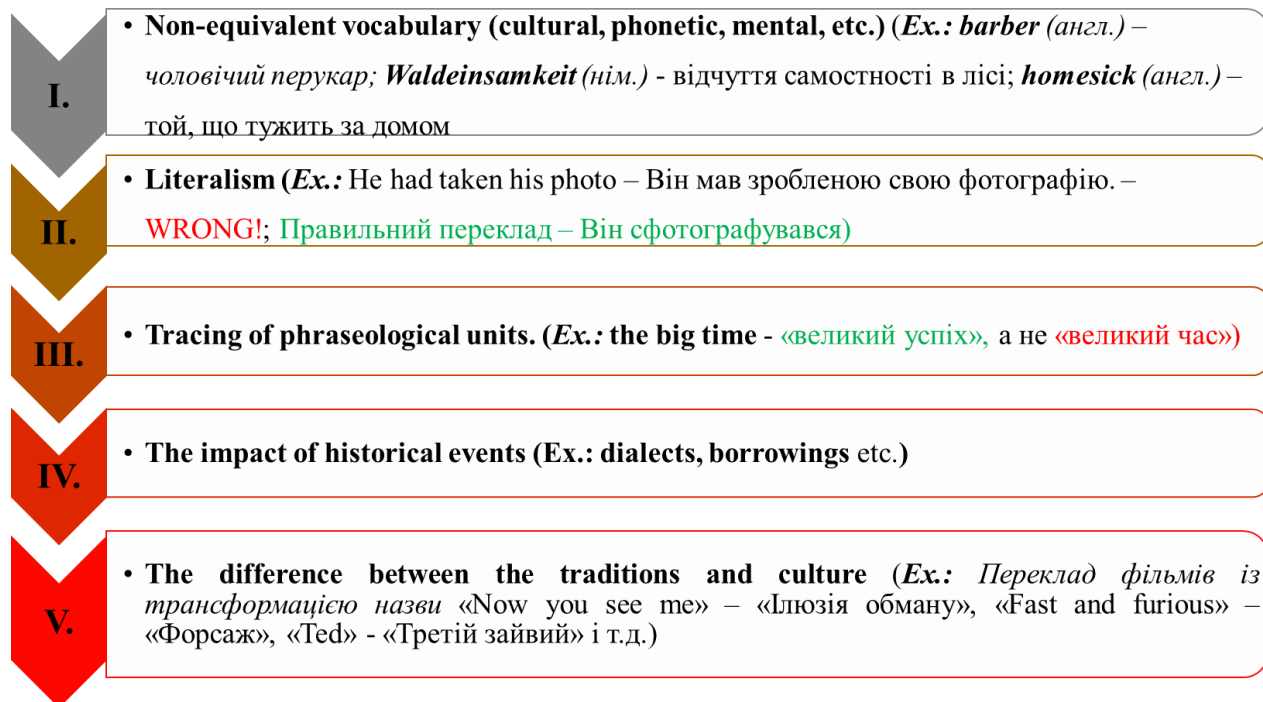 I.
• Non-equivalent vocabulary (cultural, phonetic, mental, etc.) (Ex.: barber (англ.) –
чоловічий перукар; Waldeinsamkeit (нім.) - відчуття самостності в лісі; homesick (англ.) –
той, що тужить за домом
II.
• Literalism (Ex.: He had taken his photo – Він мав зробленою свою фотографію. –
WRONG!; Правильний переклад – Він сфотографувався)
III.
• Tracing of phraseological units. (Ex.: the big time - «великий успіх», а не «великий час»)
IV.
• The impact of historical events (Ex.: dialects, borrowings etc.)
V.
• The difference between the traditions and culture (Ex.: Переклад фільмів із
трансформацією назви «Now you see me» – «Ілюзія обману», «Fast and furious» –
«Форсаж», «Ted» - «Третій зайвий» і т.д.)